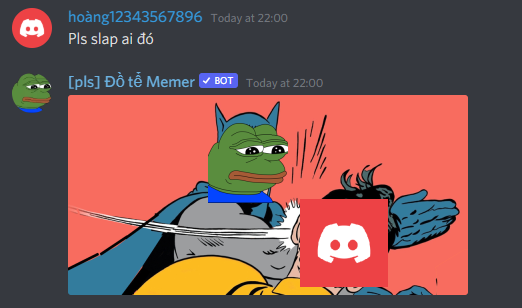 hoàng12343567896 Today at 22:00
Pls slap ai đó
[pls] Đồ tể Memer BOT Today at 22:00